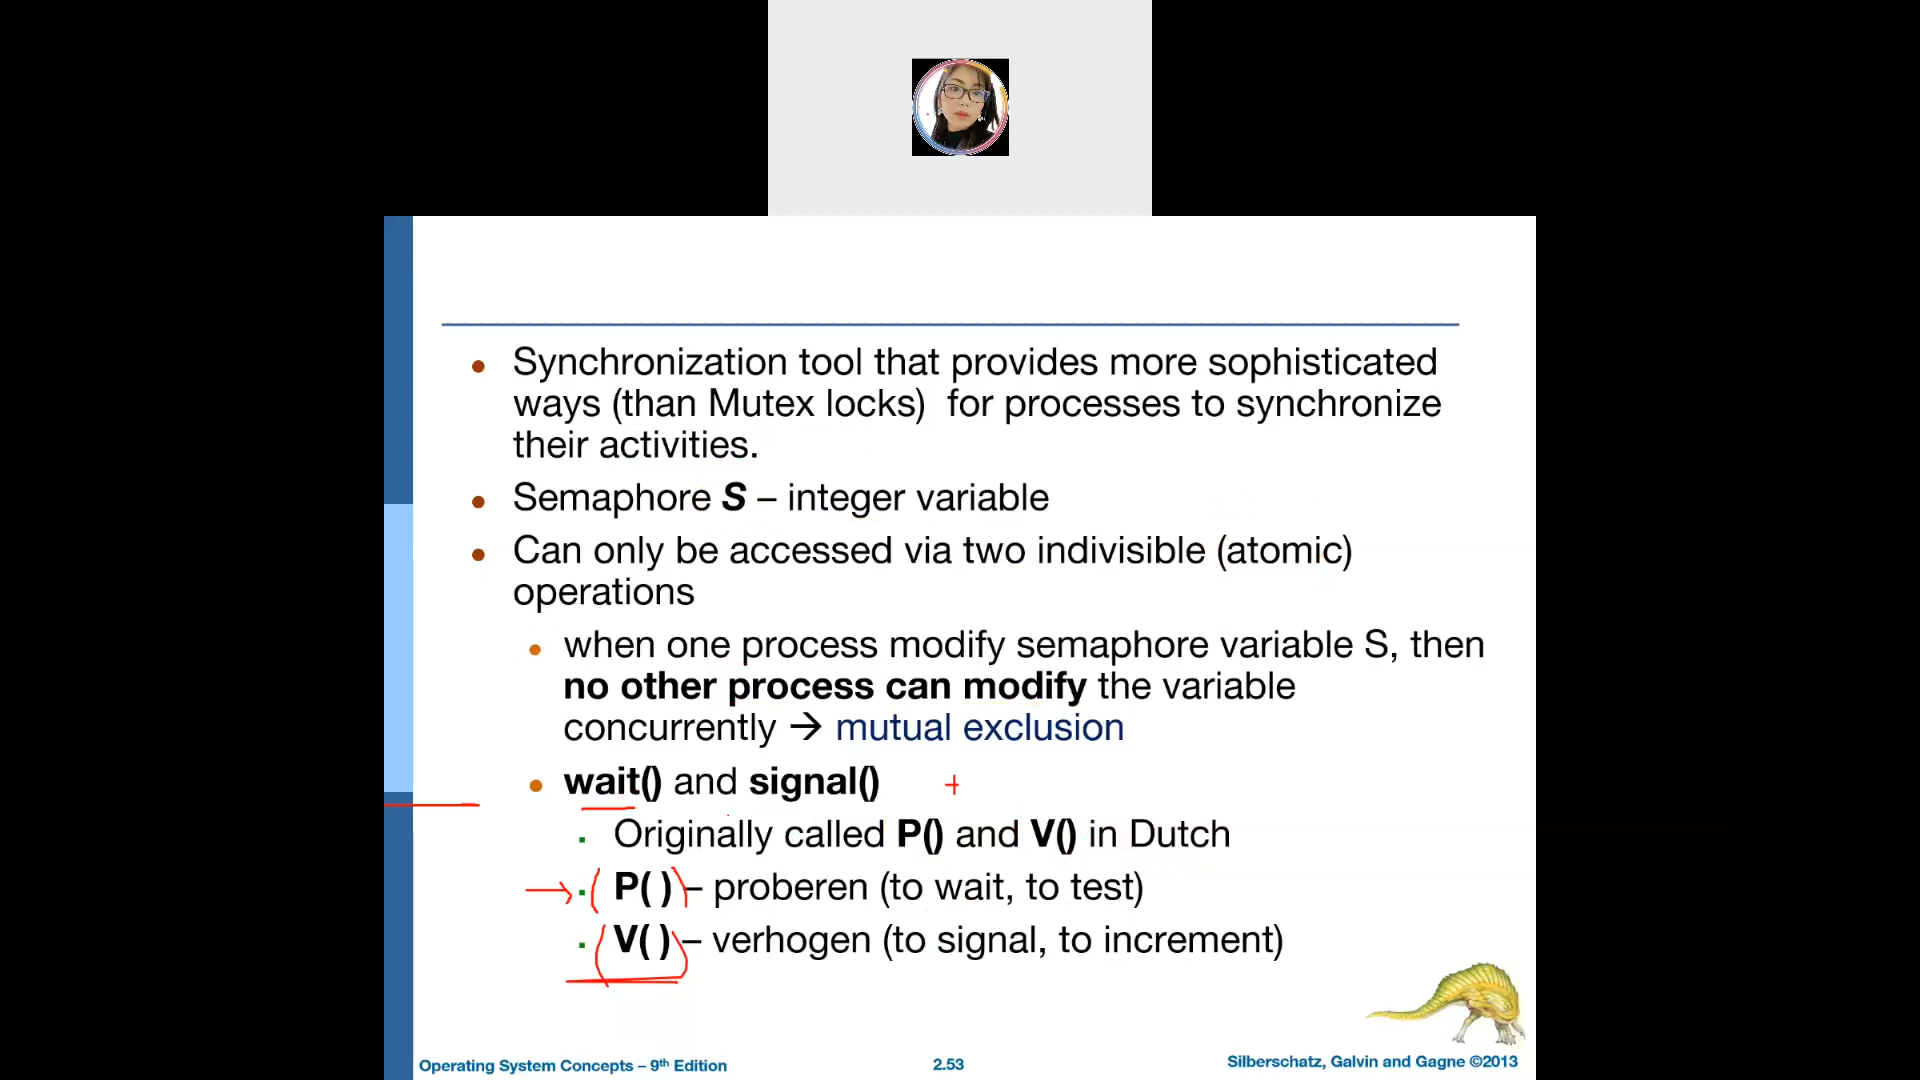 Synchronization tool that provides more sophisticated
ways (than Mutex locks) for processes to synchronize
their activities.
Semaphore S – integer variable
Can only be accessed via two indivisible (atomic)
operations
when one process modify semaphore variable S, then
no other process can modify the variable
concurrently → mutual exclusion
wait() and signal() +
Originally called P() and V() in Dutch
P( ) – proberen (to wait, to test)
V( ) – verhogen (to signal, to increment)
Operating System Concepts – 9th Edition
2.53
Silberschatz, Galvin and Gagne ©2013